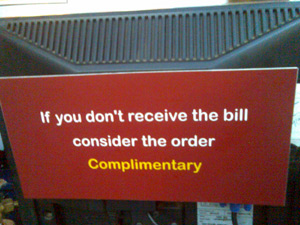 If you don't receive the bill
consider the order
Complimentary